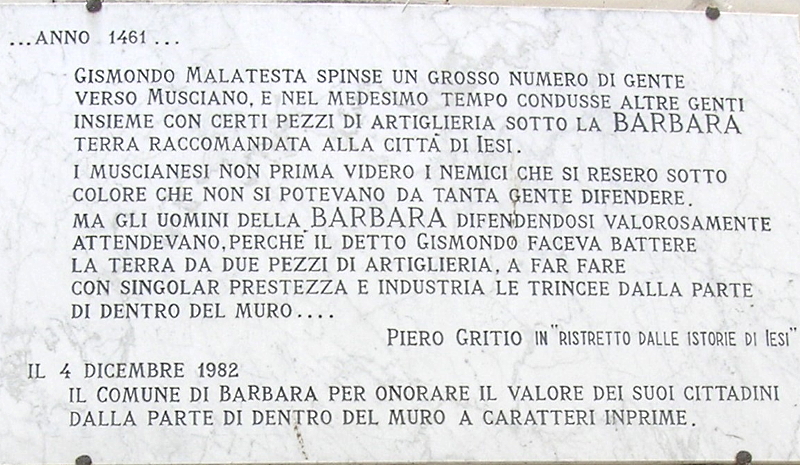 ...ANNO 1461...
GISMONDO MALATESTA SPINSE UN GROSSO NUMERO DI GENTE
VERSO MUSCIANO, E NEL MEDESIMO TEMPO CONDUSSE ALTRE GENTI
INSIEME CON CERTI PEZZI DI ARTIGLIERIA SOTTO LA BARBARA
TERRA RACCOMANDATA ALLA CITTÀ DI IESI.
I MUSCIANESI NON PRIMA VIDERO I NEMICI CHE SI RESERO SOTTO
COLORE CHE NON SI POTEVANO DA TANTA GENTE DIFENDERE.
MA GLI UOMINI DELLA BARBARA DIFENDENDOSI VALOROSAMENTE
ATTENDEVANO, PERCHÈ IL DETTO GISMONDO FACEVA BATTERE
LA TERRA DA DUE PEZZI DI ARTIGLIERIA, A FAR FARE
CON SINGOLAR PRESTEZZA E INDUSTRIA LE TRINCEE DALLA PARTE
DI DENTRO DEL MURO....
PIERO GRITIO IN "RISTRETTO DALLE ISTORIE DI IESI"
IL 4 DICEMBRE 1982
IL COMUNE DI BARBARA PER ONORARE IL VALORE DEI SUOI CITTADINI
DALLA PARTE DI DENTRO DEL MURO A CARATTERI INPRIME.